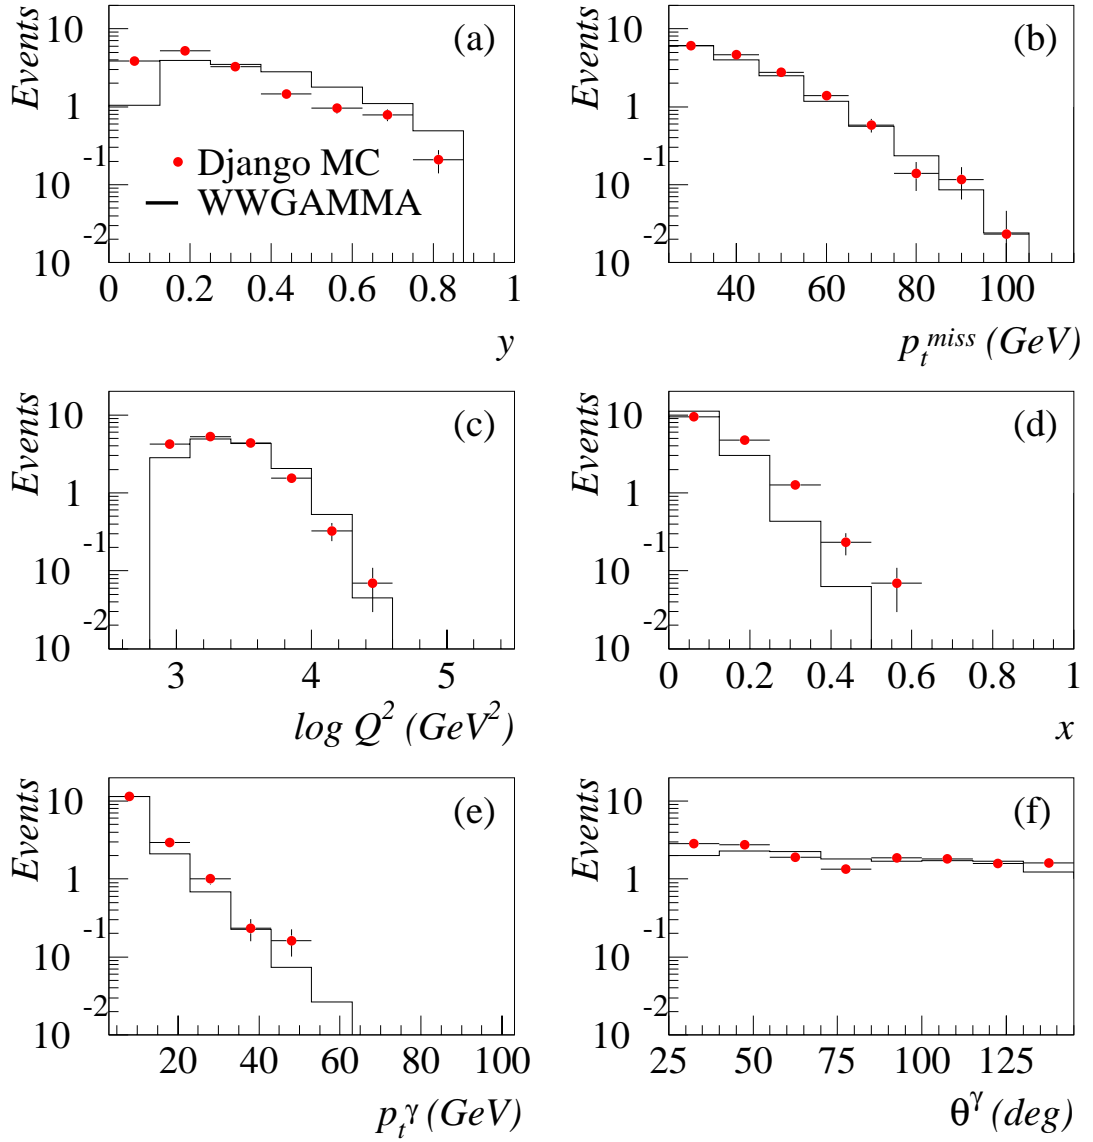 Events
(a)
10
1
10 -1
10 -2
Django MC
WWGAMMA
0 0.2 0.4 0.6 0.8 1
y
Events
(b)
10
1
10 -1
10 -2
40 60 80 100
p_t^miss (GeV)
Events
(c)
10
1
10 -1
10 -2
3 4 5
log Q² (GeV²)
Events
(d)
10
1
10 -1
10 -2
0 0.2 0.4 0.6 0.8 1
x
Events
(e)
10
1
10 -1
10 -2
20 40 60 80 100
p_t^γ (GeV)
Events
(f)
10
1
10 -1
10 -2
25 50 75 100 125
θ^γ (deg)